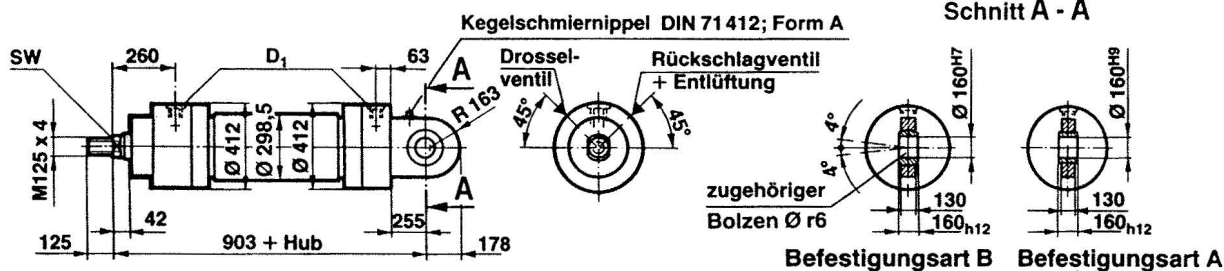 Kegelschmiernippel DIN 71 412; Form A
Schnitt A - A
SW
260
D1
63
A
R 163
Drossel-
ventil
Rückschlagventil
+ Entlüftung
45°
45°
4°
4°
Ø 160H7
Ø 160H9
M125 x 4
Ø 412
Ø 298,5
Ø 412
A
zugehöriger
Bolzen Ø r6
42
255
130
160h12
130
160h12
125
903 + Hub
178
Befestigungsart B
Befestigungsart A